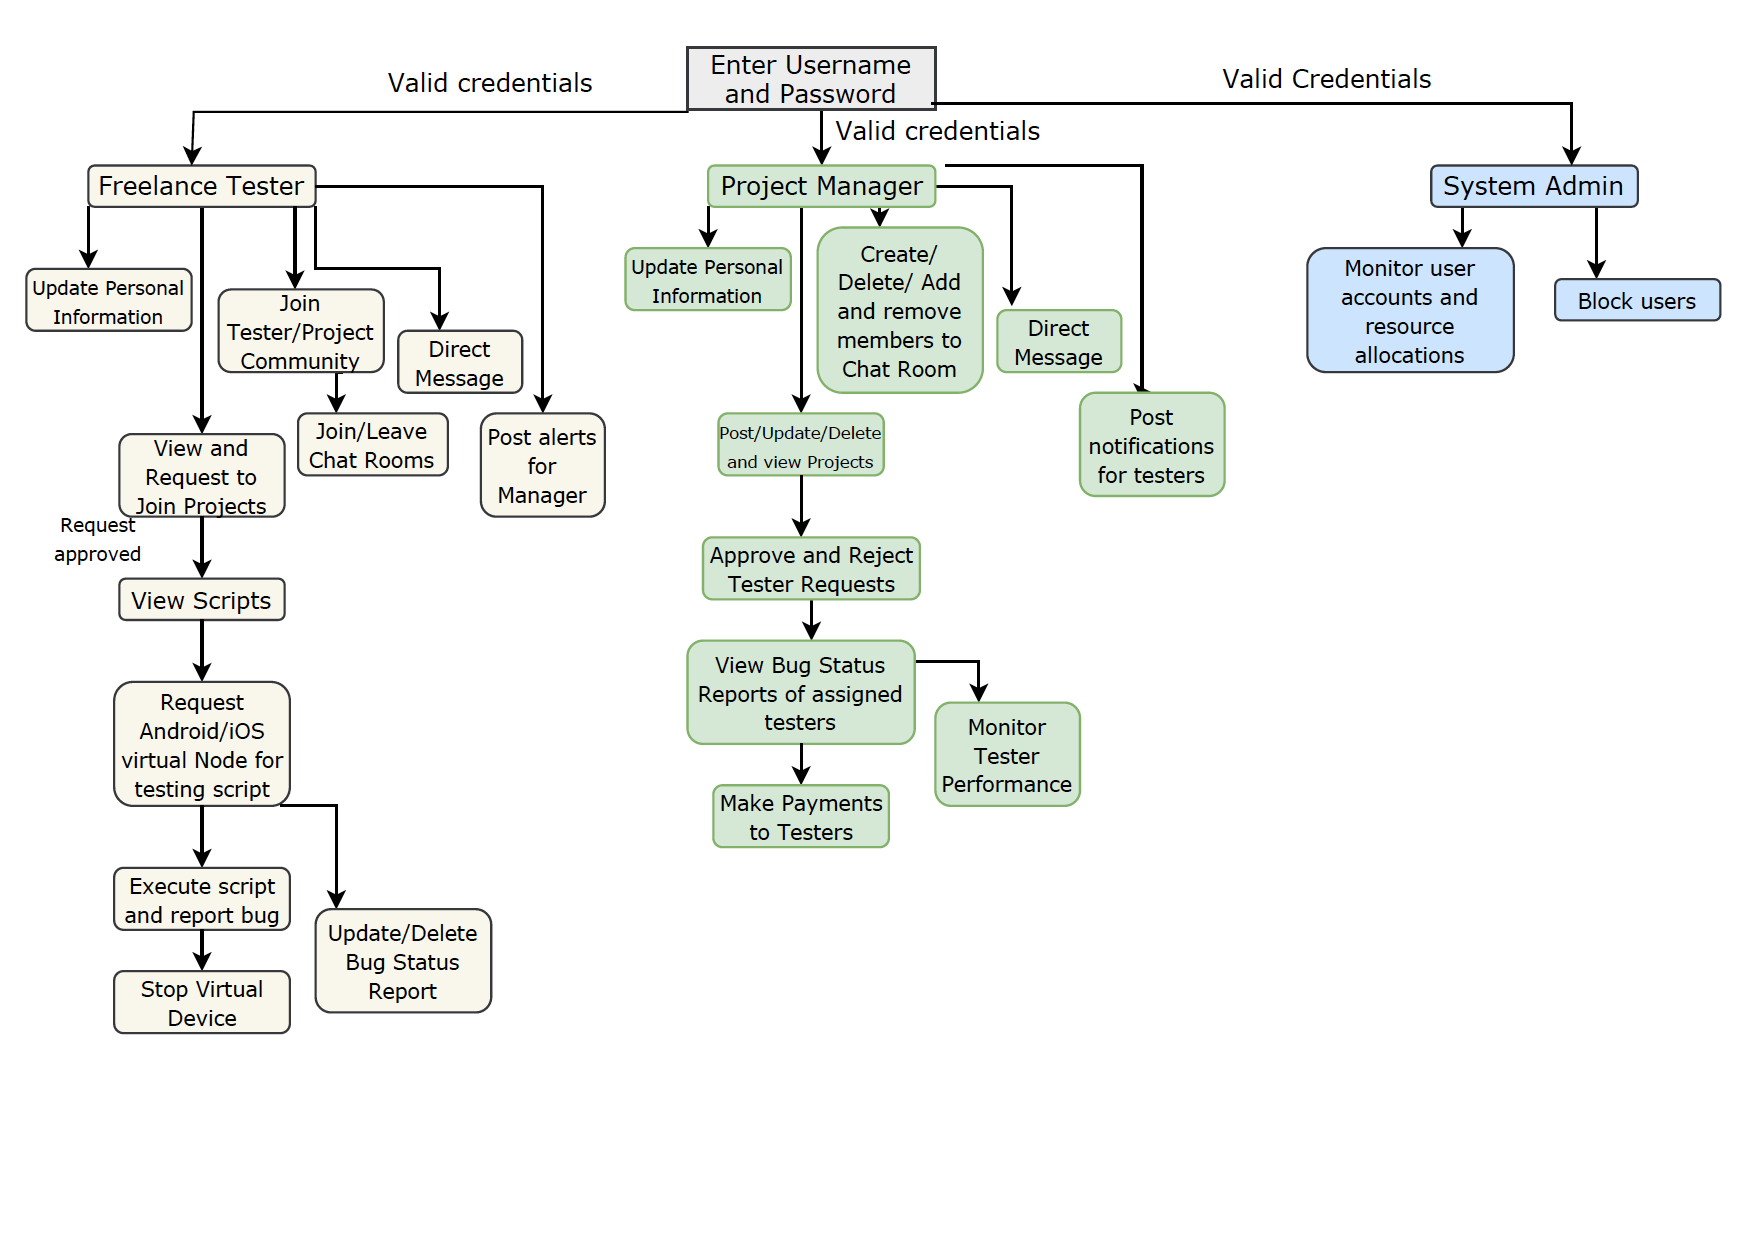 Enter Username
and Password
Valid credentials
Valid credentials
Valid Credentials
Freelance Tester
Update Personal
Information
Join
Tester/Project
Community
Direct
Message
Join/Leave
Chat Rooms
Post alerts
for
Manager
View and
Request to
Join Projects
Request
approved
View Scripts
Request
Android/iOS
virtual Node for
testing script
Execute script
and report bug
Update/Delete
Bug Status
Report
Stop Virtual
Device
Project Manager
Update Personal
Information
Create/
Delete/ Add
and remove
members to
Chat Room
Direct
Message
Post
notifications
for testers
Post/Update/Delete
and view Projects
Approve and Reject
Tester Requests
View Bug Status
Reports of assigned
testers
Monitor
Tester
Performance
Make Payments
to Testers
System Admin
Monitor user
accounts and
resource
allocations
Block users